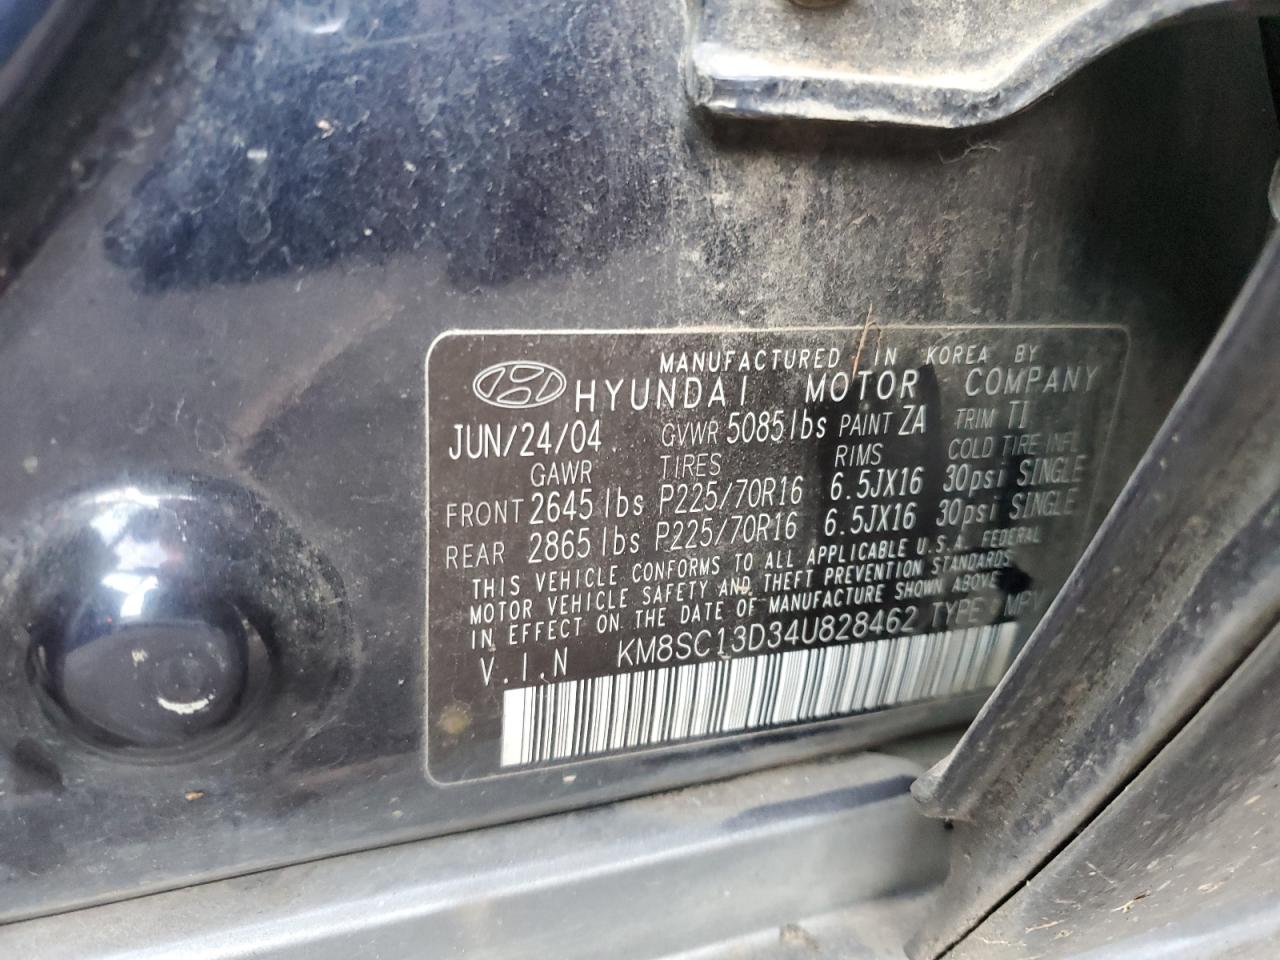 MANUFACTURED IN KOREA BY
HYUNDAI MOTOR COMPANY
JUN/24/04 GVWR 5085lbs PAINT ZA TRIM TI
GAWR TIRES RIMS COLD TIRE INFL
FRONT 2645lbs P225/70R16 6.5JX16 30psi SINGLE
REAR 2865lbs P225/70R16 6.5JX16 30psi SINGLE
THIS VEHICLE CONFORMS TO ALL APPLICABLE U.S.A. FEDERAL
MOTOR VEHICLE SAFETY AND THEFT PREVENTION STANDARDS
IN EFFECT ON THE DATE OF MANUFACTURE SHOWN ABOVE
V.I.N KM8SC13D34U828462 TYPE MPV